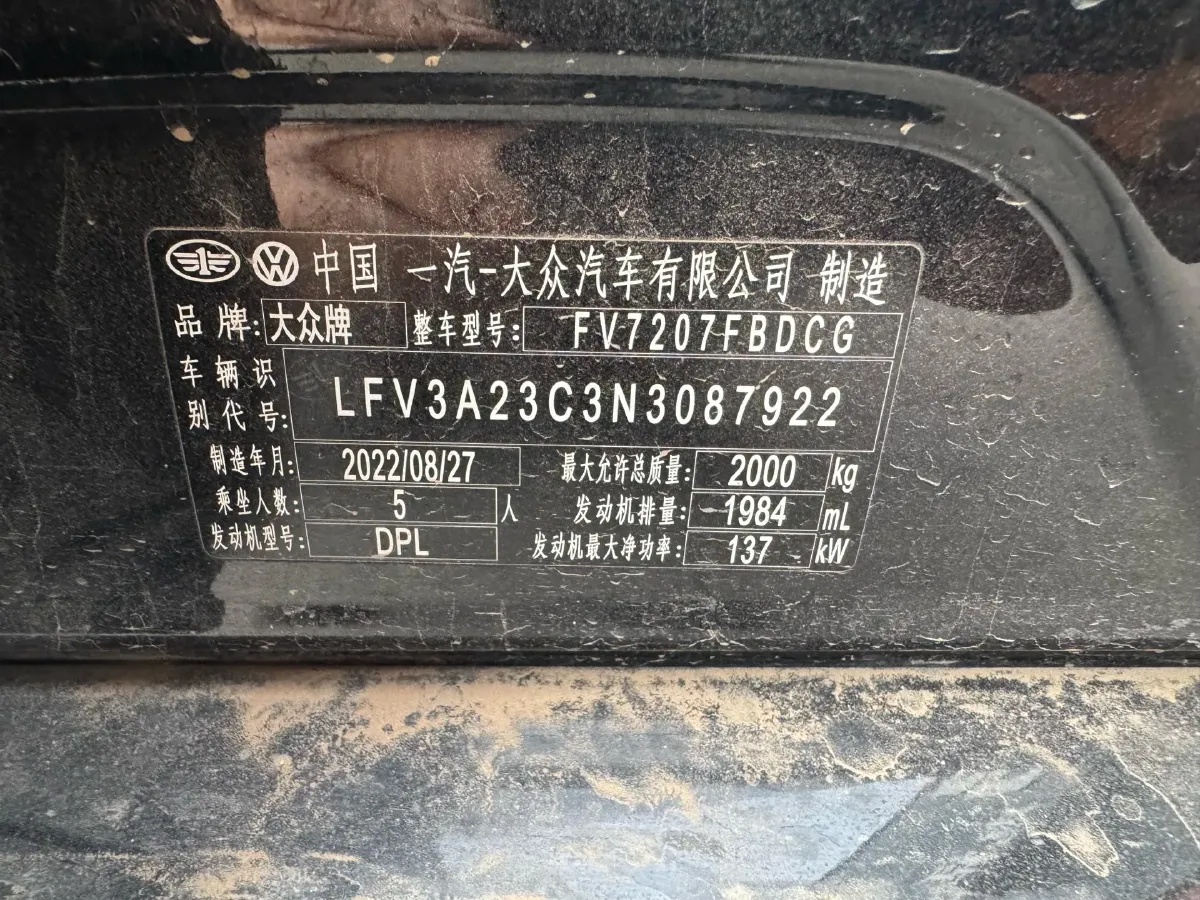 中国 一汽-大众汽车有限公司 制造
品牌: 大众牌 整车型号: FV7207FBDCG
车辆识别代号: LFV3A23C3N3087922
制造年月: 2022/08/27 最大允许总质量: 2000 kg
乘坐人数: 5 人 发动机排量: 1984 mL
发动机型号: DPL 发动机最大净功率: 137 kW